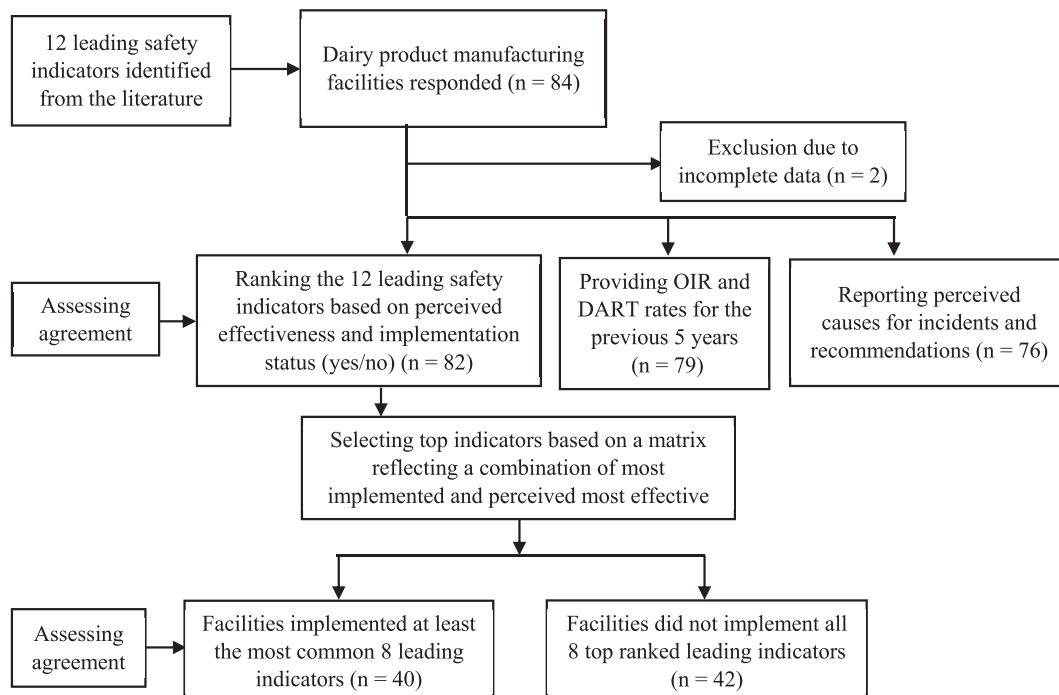 12 leading safety
indicators identified
from the literature
Dairy product manufacturing
facilities responded (n = 84)
Exclusion due to
incomplete data (n = 2)
Assessing
agreement
Ranking the 12 leading safety
indicators based on perceived
effectiveness and implementation
status (yes/no) (n = 82)
Providing OIR and
DART rates for the
previous 5 years
(n = 79)
Reporting perceived
causes for incidents and
recommendations (n = 76)
Selecting top indicators based on a matrix
reflecting a combination of most
implemented and perceived most effective
Assessing
agreement
Facilities implemented at least
the most common 8 leading
indicators (n = 40)
Facilities did not implement all
8 top ranked leading indicators
(n = 42)